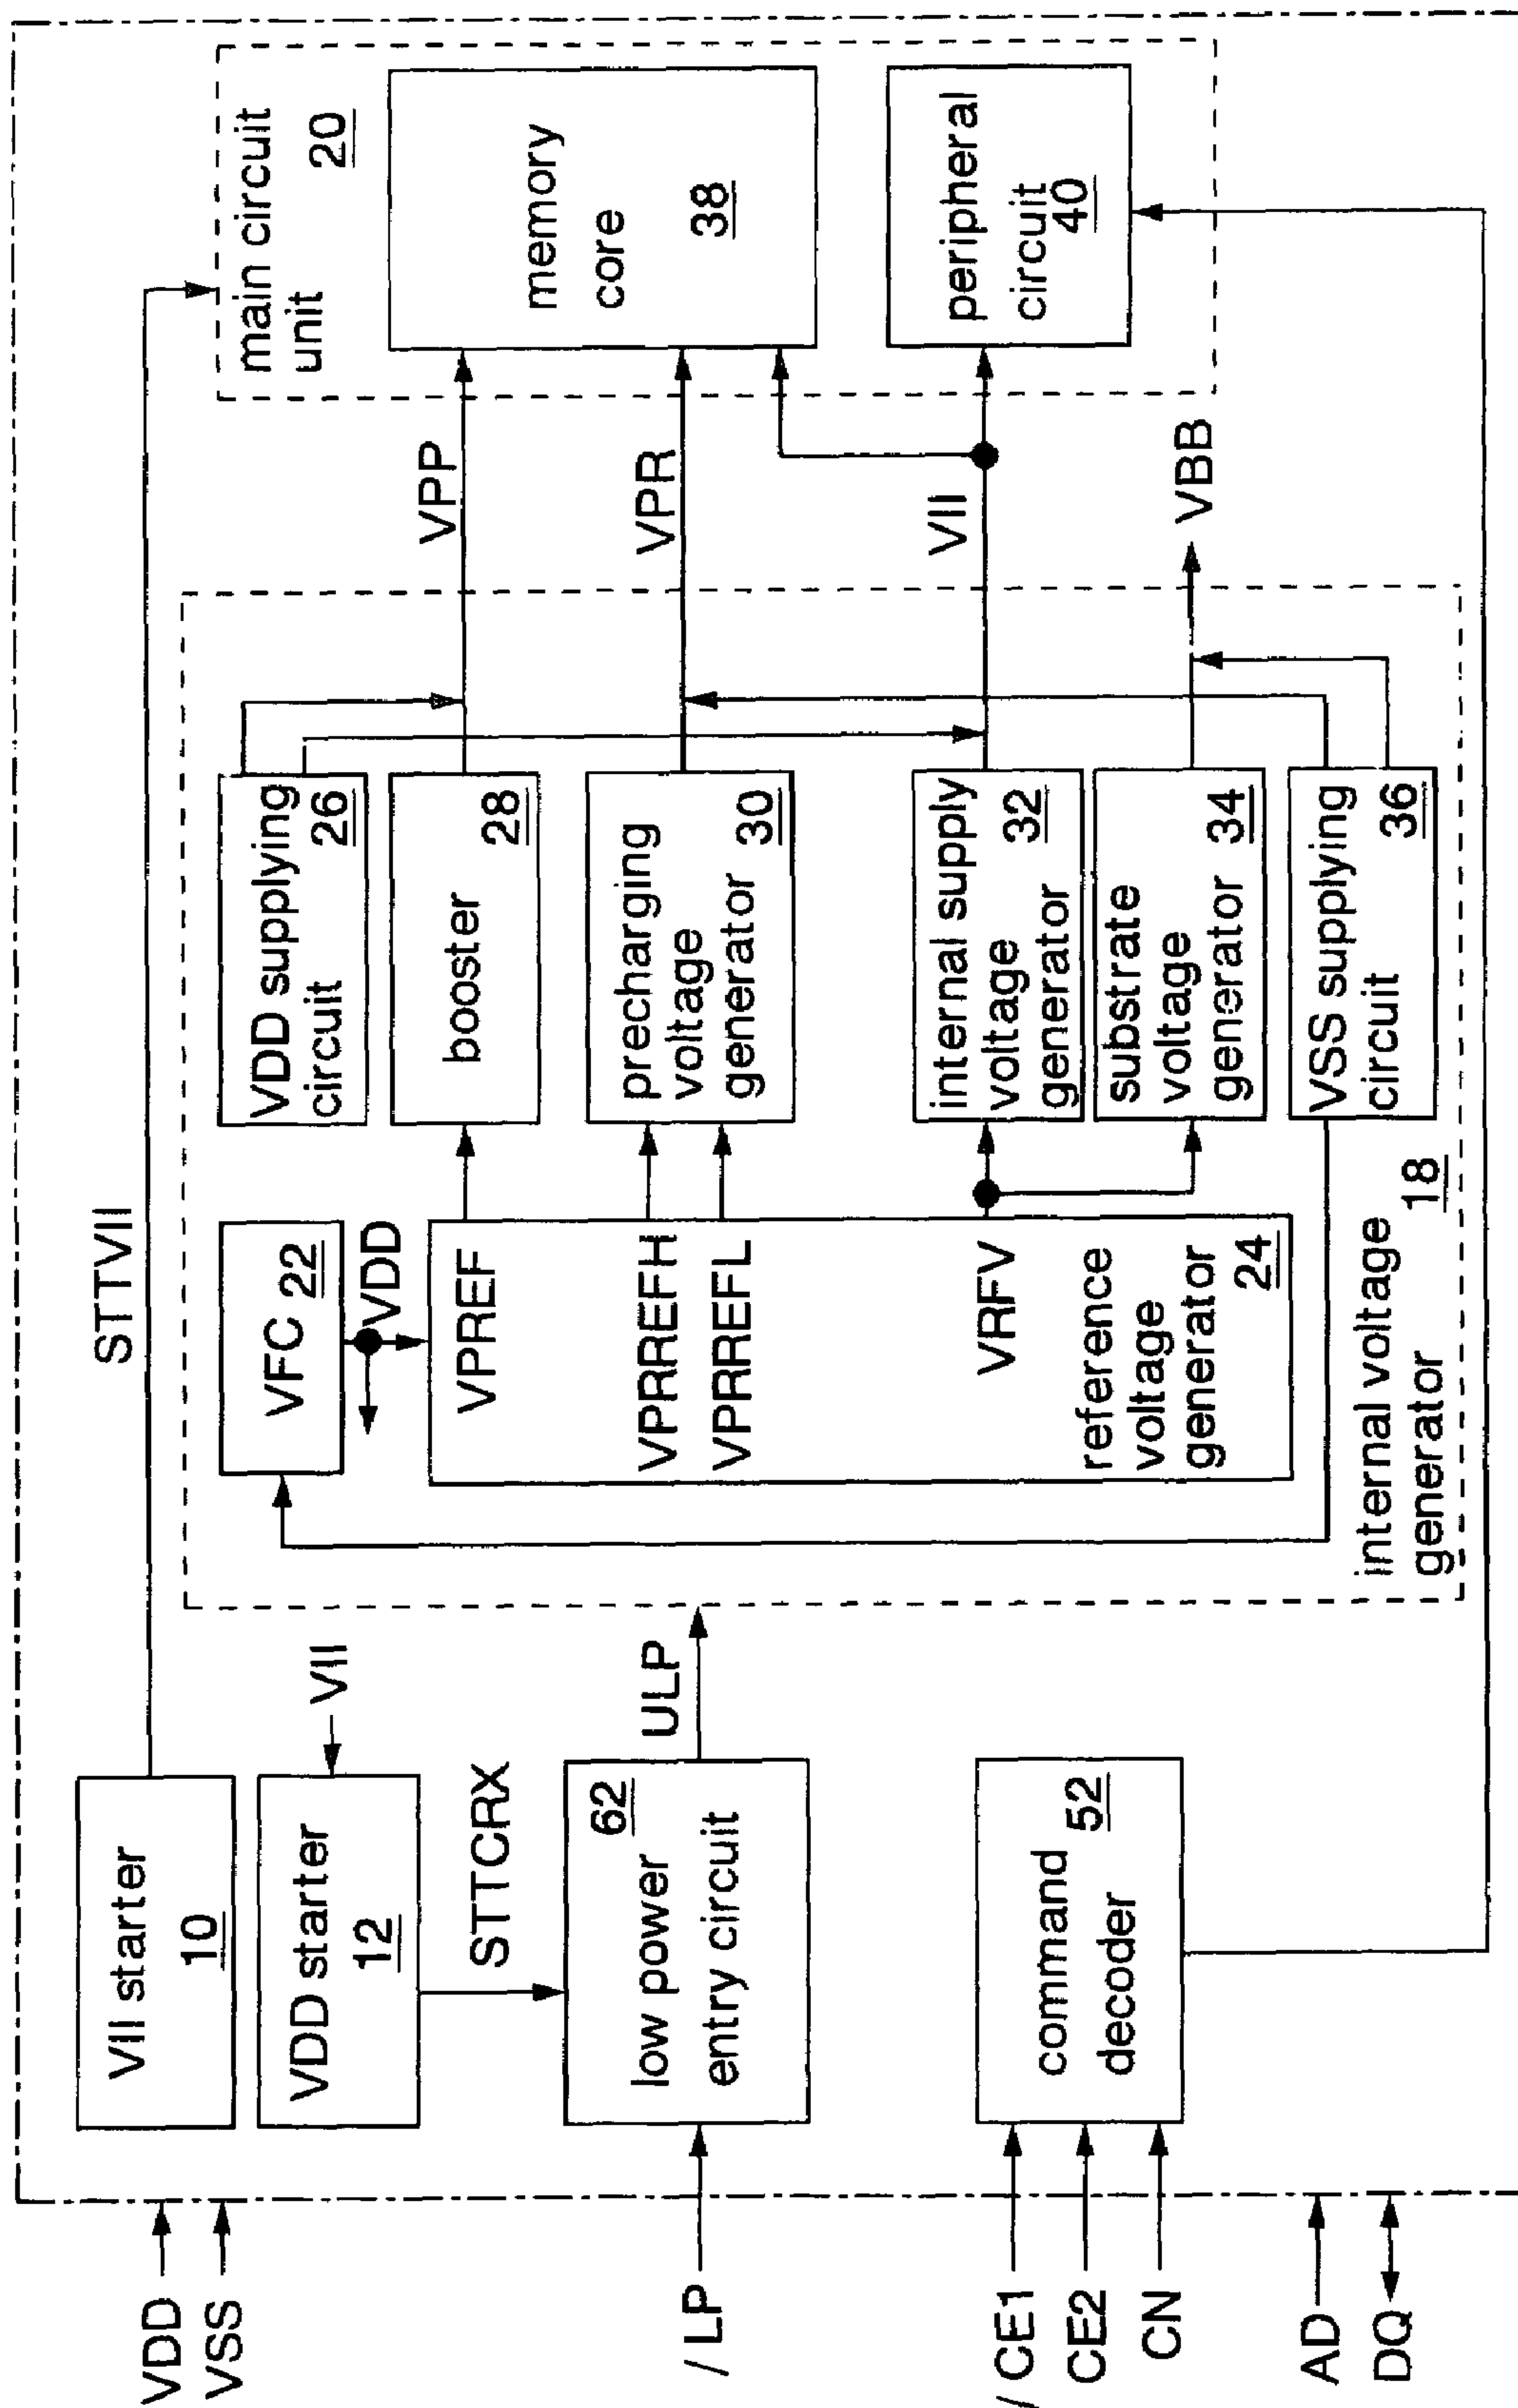 VDD
VSS
/ LP
/ CE1
CE2
CN
AD
DQ
VII starter
10
VDD starter
12
VII
STTCRX
low power
entry circuit
62
ULP
command
decoder
52
STTVII
VFC 22
VDD
VPREF
VPRREFH
VPRREFL
VRFV
reference
voltage
generator
24
internal voltage
generator
18
VDD supplying
circuit
26
booster
28
precharging
voltage
generator
30
internal supply
voltage
generator
32
substrate
voltage
generator 34
VSS supplying
circuit
36
VPP
VPR
VII
VBB
main circuit
unit
20
memory
core
38
peripheral
circuit
40